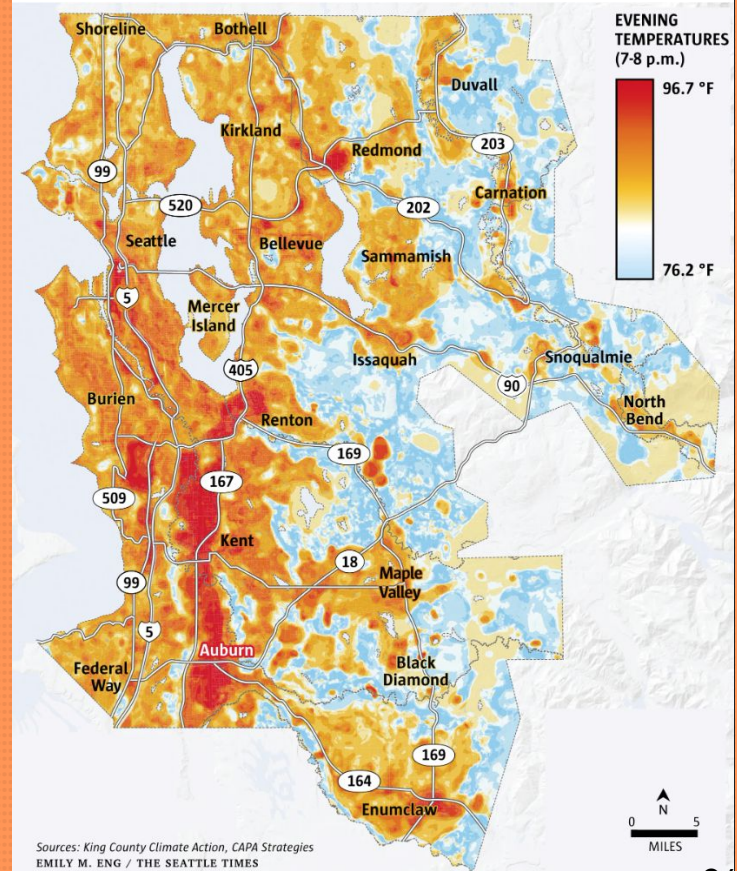 EVENING
TEMPERATURES
(7-8 p.m.)
96.7 °F
76.2 °F
Shoreline
Bothell
Duvall
Kirkland
Redmond
203
99
Carnation
520
202
Seattle
Bellevue
Sammamish
5
Mercer
Island
Issaquah
Snoqualmie
405
90
Burien
North
Bend
Renton
169
167
509
Kent
18
Maple
Valley
99
5
Auburn
Federal
Way
Black
Diamond
169
164
Enumclaw
N
0 5
MILES
Sources: King County Climate Action, CAPA Strategies
EMILY M. ENG / THE SEATTLE TIMES